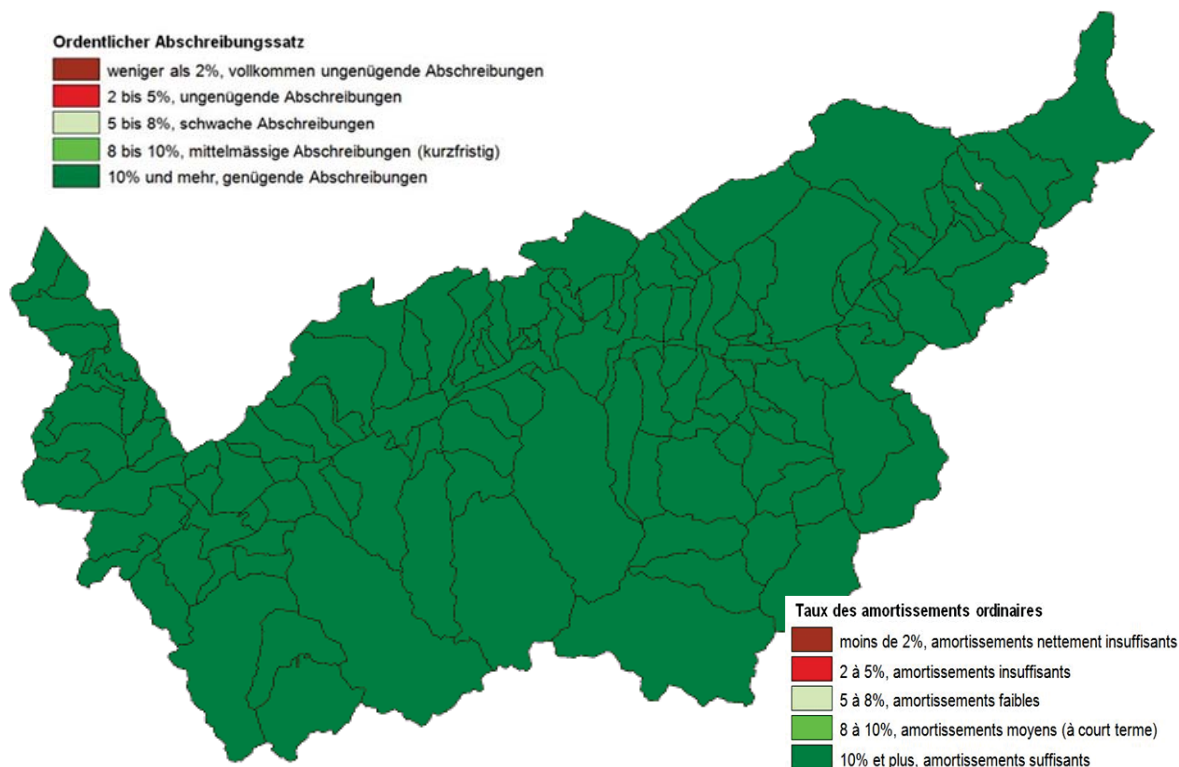 Ordentlicher Abschreibungssatz
weniger als 2%, vollkommen ungenügende Abschreibungen
2 bis 5%, ungenügende Abschreibungen
5 bis 8%, schwache Abschreibungen
8 bis 10%, mittelmässige Abschreibungen (kurzfristig)
10% und mehr, genügende Abschreibungen
Taux des amortissements ordinaires
moins de 2%, amortissements nettement insuffisants
2 à 5%, amortissements insuffisants
5 à 8%, amortissements faibles
8 à 10%, amortissements moyens (à court terme)
10% et plus, amortissements suffisants